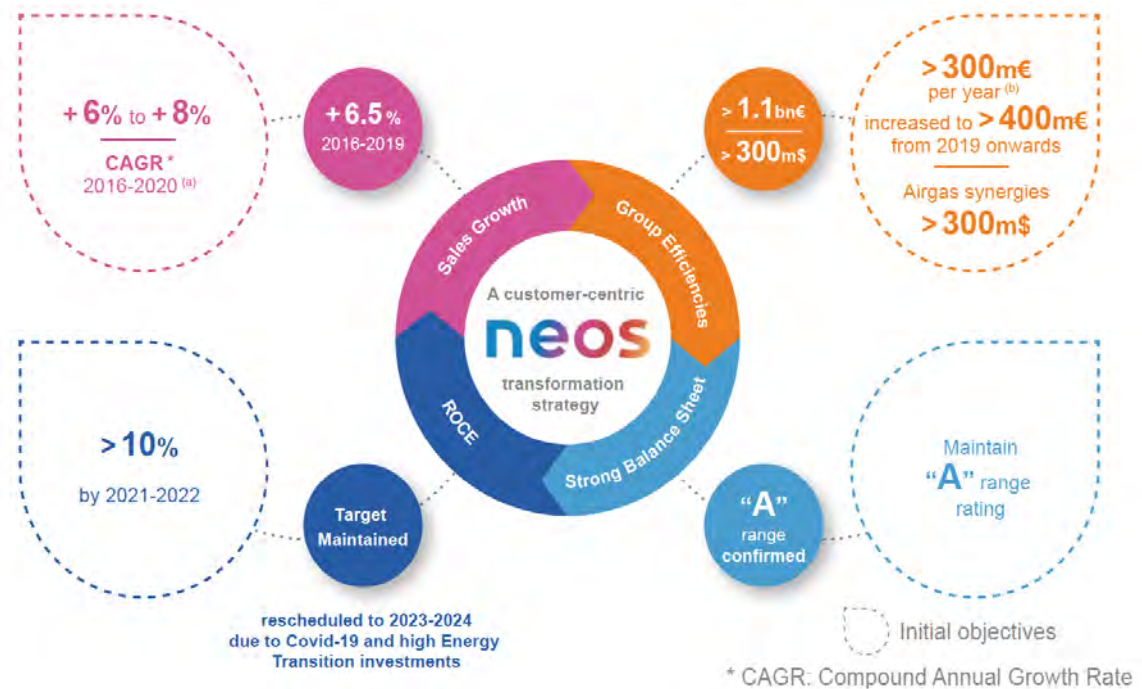 + 6% to + 8%
CAGR *
2016-2020 (a)
+ 6.5 %
2016-2019
> 1.1bn€
> 300m$
> 300m€
per year (b)
increased to > 400m€
from 2019 onwards
Airgas synergies
> 300m$
Sales Growth
Group Efficiencies
A customer-centric
neos
transformation
strategy
ROCE
Strong Balance Sheet
> 10%
by 2021-2022
Target
Maintained
rescheduled to 2023-2024
due to Covid-19 and high Energy
Transition investments
“A”
range
confirmed
Maintain
“A” range
rating
Initial objectives
* CAGR: Compound Annual Growth Rate